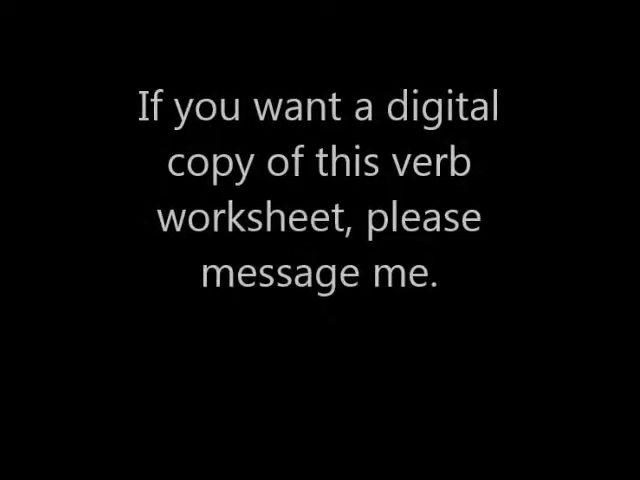 If you want a digital
copy of this verb
worksheet, please
message me.